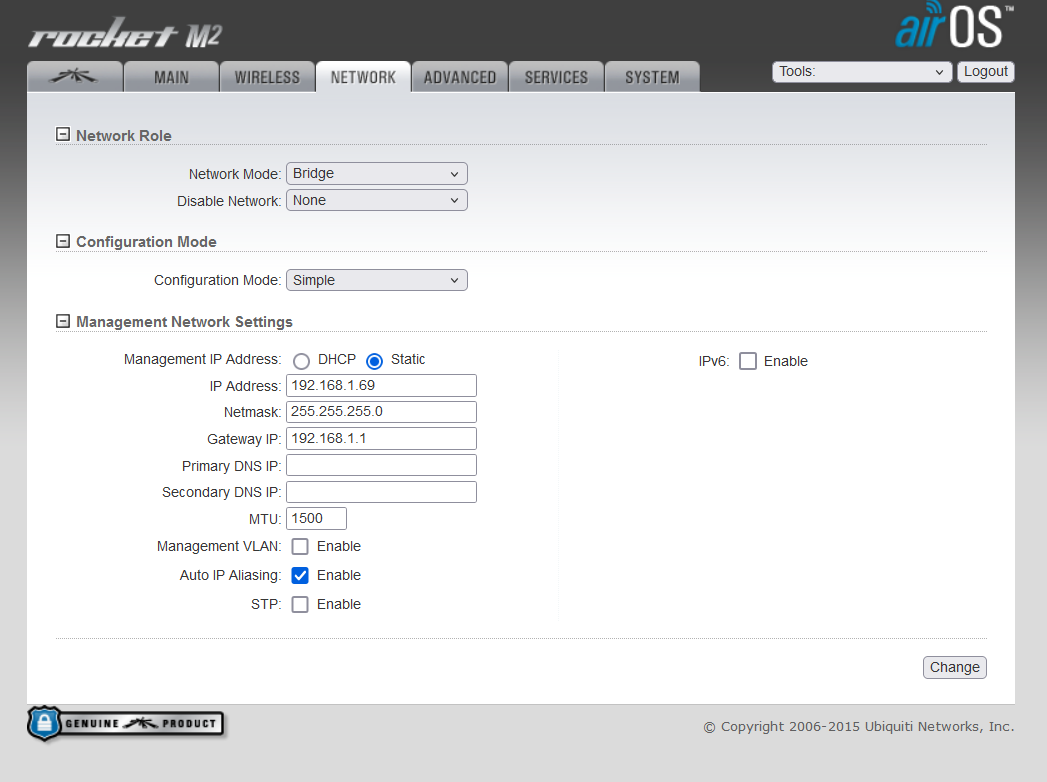 rocket M2
airOS™
MAIN WIRELESS NETWORK ADVANCED SERVICES SYSTEM
Tools: Logout
Network Role
Network Mode: Bridge
Disable Network: None
Configuration Mode
Configuration Mode: Simple
Management Network Settings
Management IP Address: DHCP Static
IP Address: 192.168.1.69
Netmask: 255.255.255.0
Gateway IP: 192.168.1.1
Primary DNS IP:
Secondary DNS IP:
MTU: 1500
Management VLAN: Enable
Auto IP Aliasing: Enable
STP: Enable
IPv6: Enable
Change
GENUINE PRODUCT
© Copyright 2006-2015 Ubiquiti Networks, Inc.